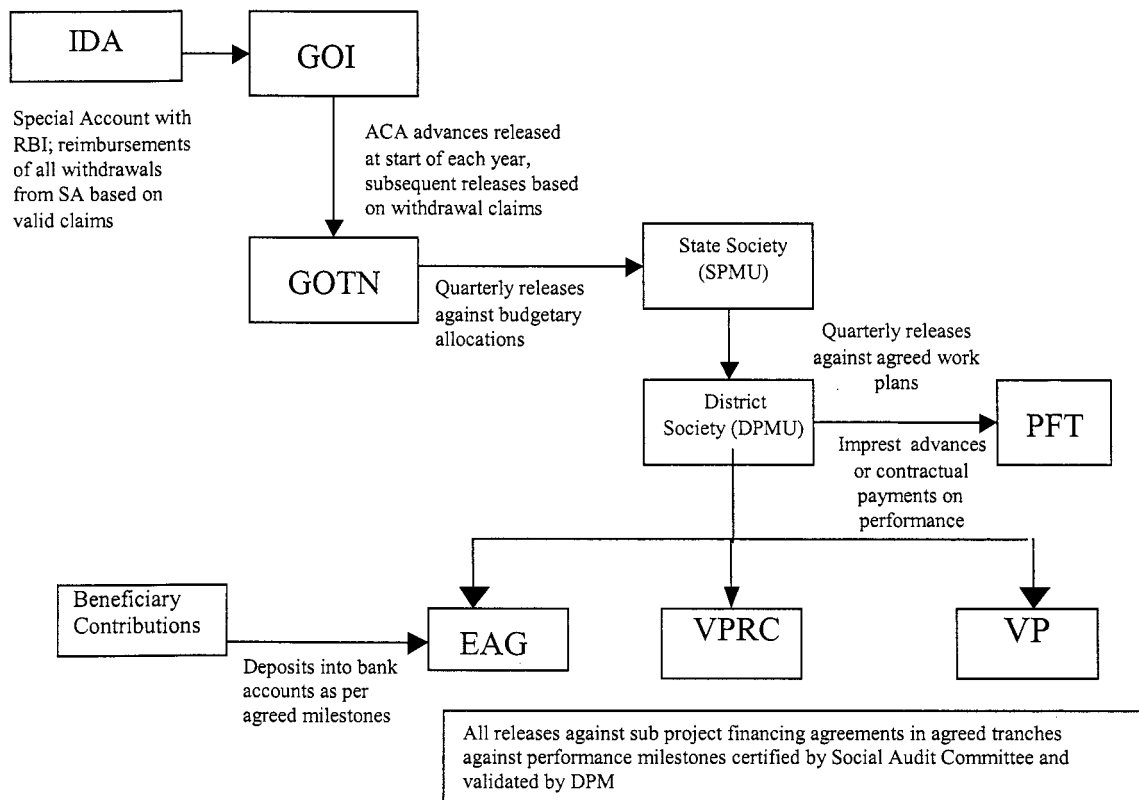 IDA
GOI
Special Account with
RBI; reimbursements
of all withdrawals
from SA based on
valid claims
ACA advances released
at start of each year,
subsequent releases based
on withdrawal claims
GOTN
Quarterly releases
against budgetary
allocations
State Society
(SPMU)
Quarterly releases
against agreed work
plans
District
Society (DPMU)
PFT
Imprest advances
or contractual
payments on
performance
Beneficiary
Contributions
Deposits into bank
accounts as per
agreed milestones
EAG
VPRC
VP
All releases against sub project financing agreements in agreed tranches
against performance milestones certified by Social Audit Committee and
validated by DPM